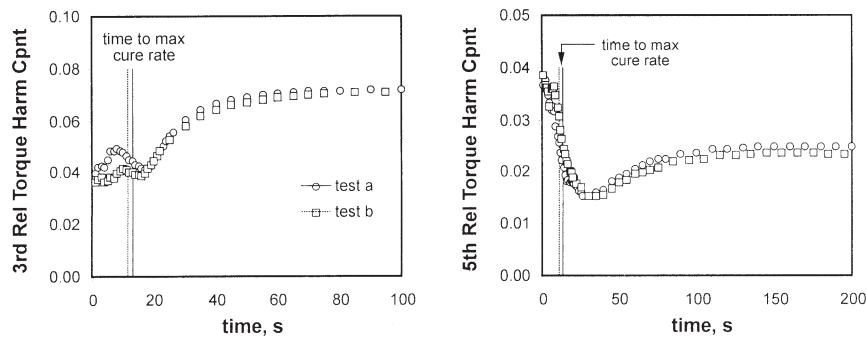 3rd Rel Torque Harm Cpnt
0.10
0.08
0.06
0.04
0.02
0.00
time to max
cure rate
test a
test b
0
20
40
60
80
100
time, s
5th Rel Torque Harm Cpnt
0.05
0.04
0.03
0.02
0.01
0.00
time to max
cure rate
0
50
100
150
200
time, s